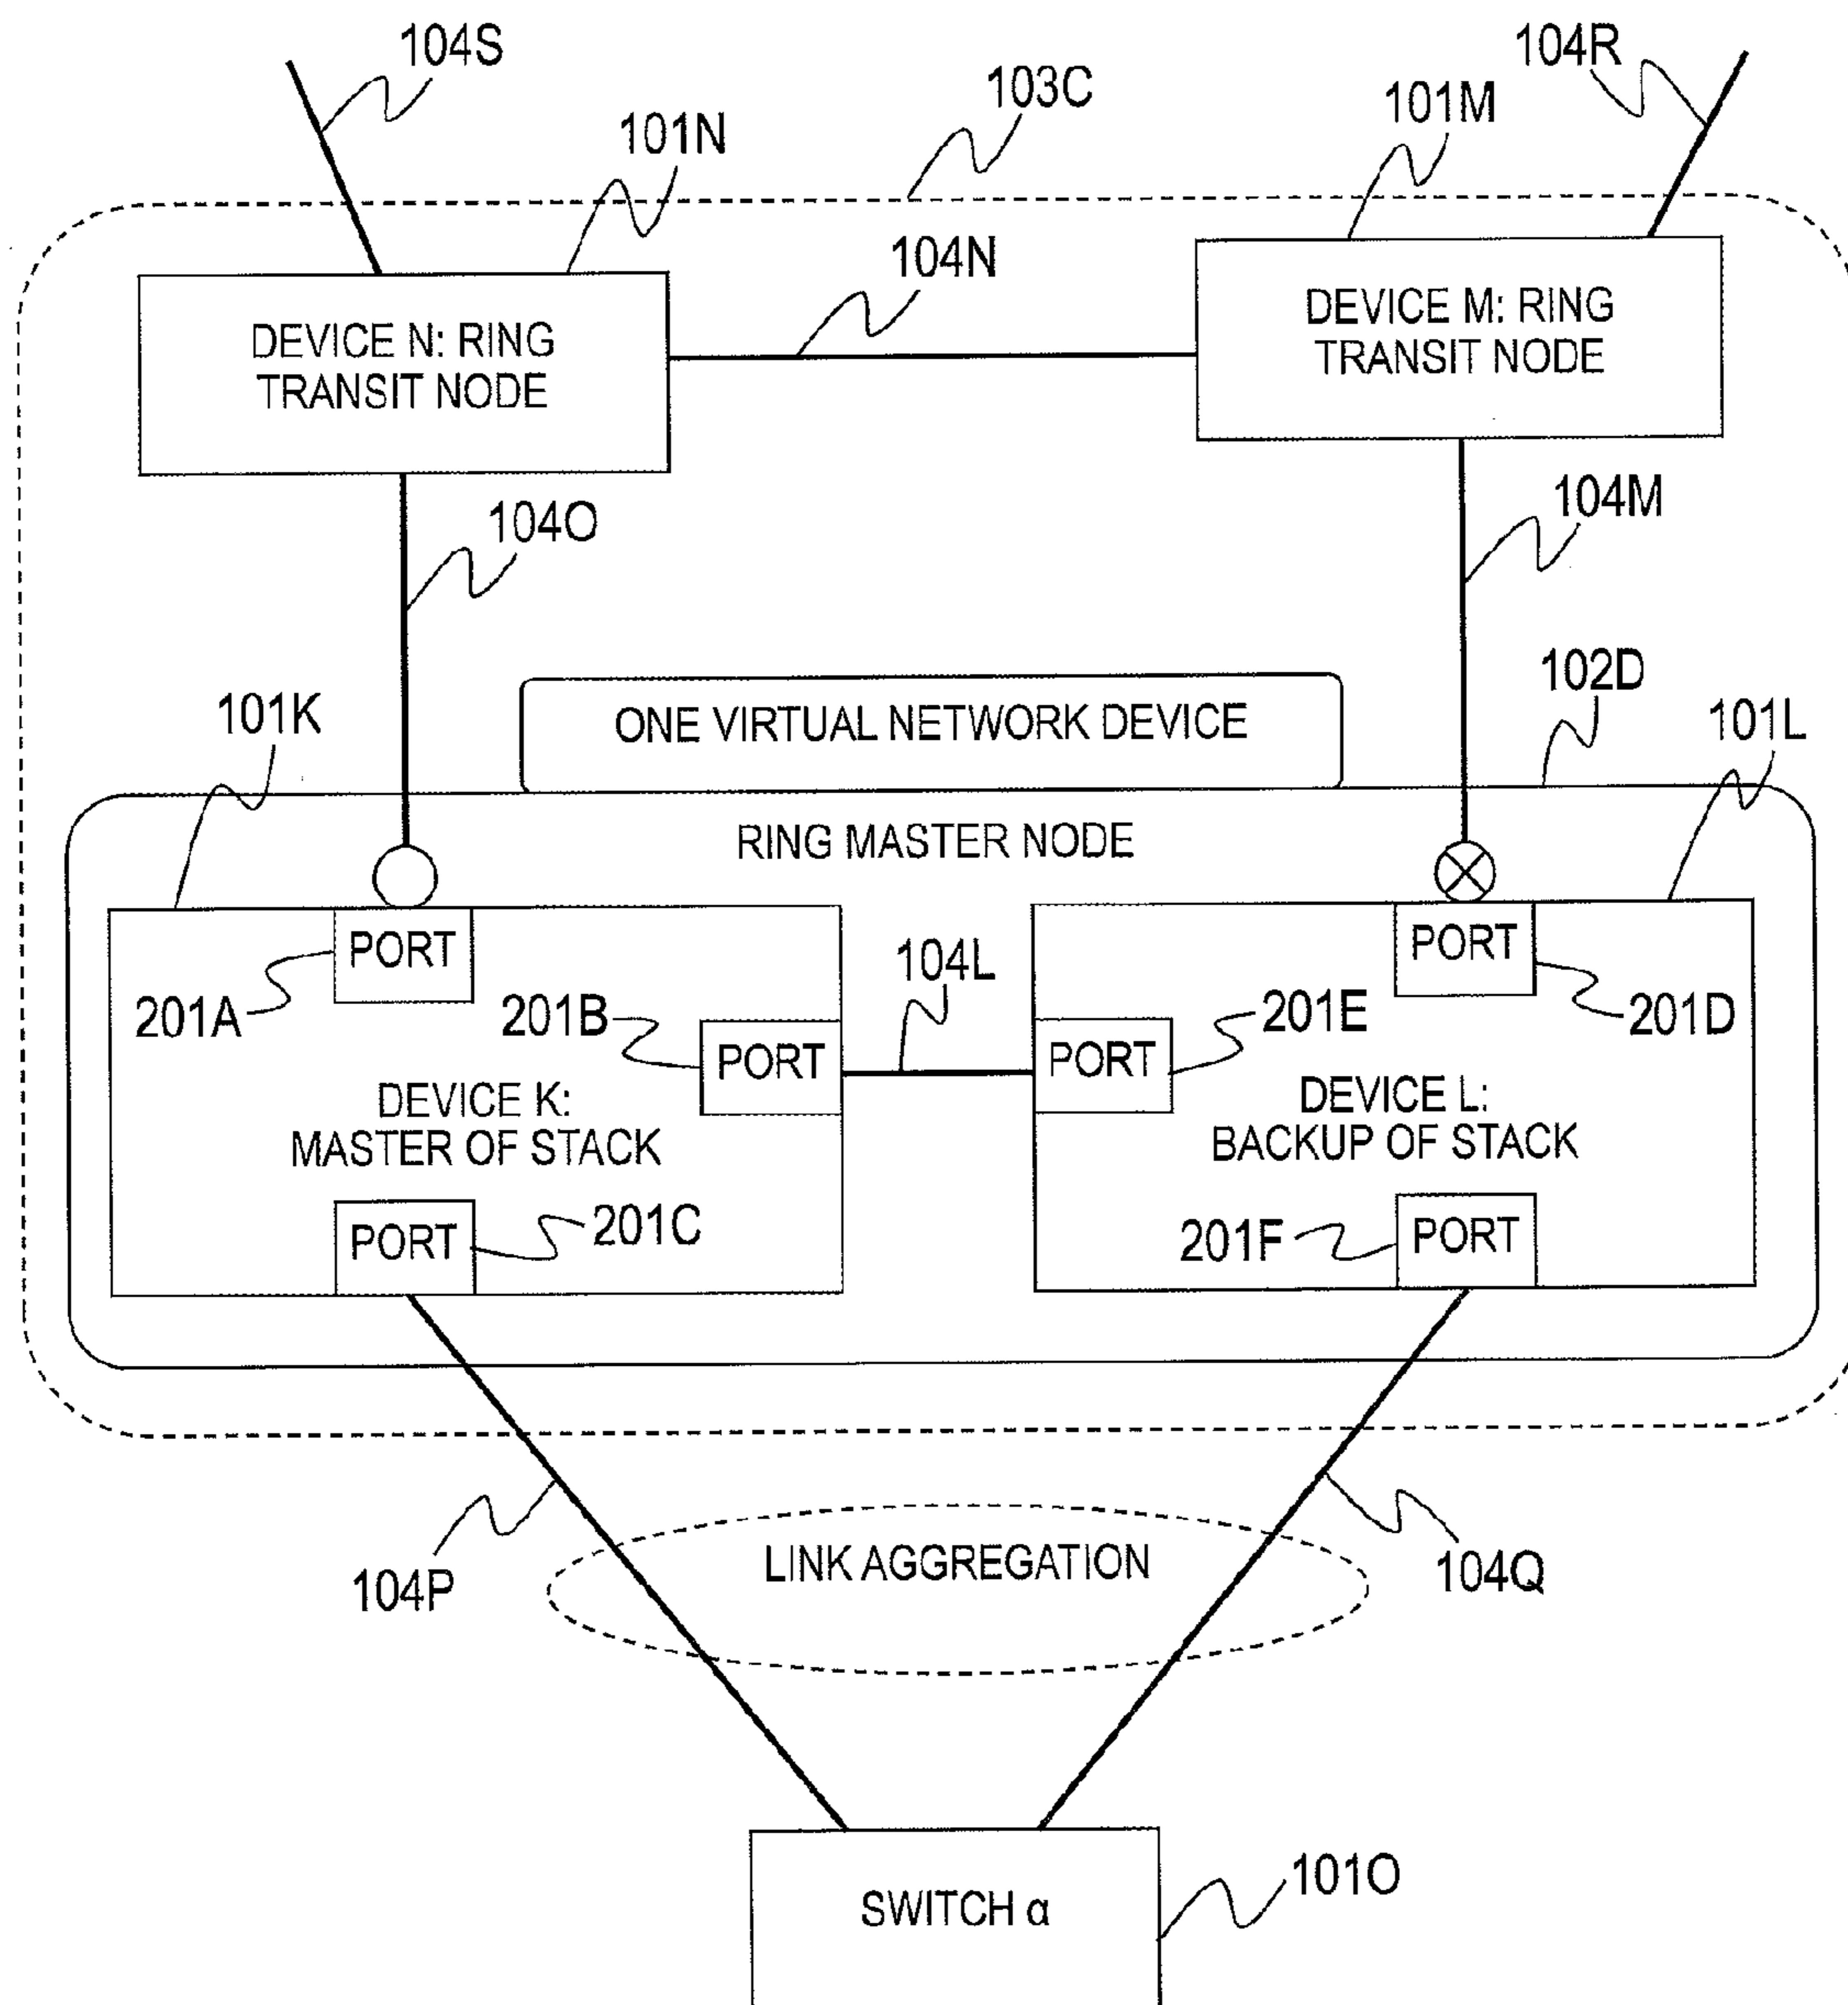 104S
104R
103C
101M
101N
104N
DEVICE N: RING
TRANSIT NODE
DEVICE M: RING
TRANSIT NODE
104O
104M
102D
101K
ONE VIRTUAL NETWORK DEVICE
101L
RING MASTER NODE
PORT
PORT
104L
201A
201B
201E
201D
PORT
PORT
DEVICE K:
MASTER OF STACK
DEVICE L:
BACKUP OF STACK
PORT
201C
201F
PORT
LINK AGGREGATION
104P
104Q
SWITCH α
101O